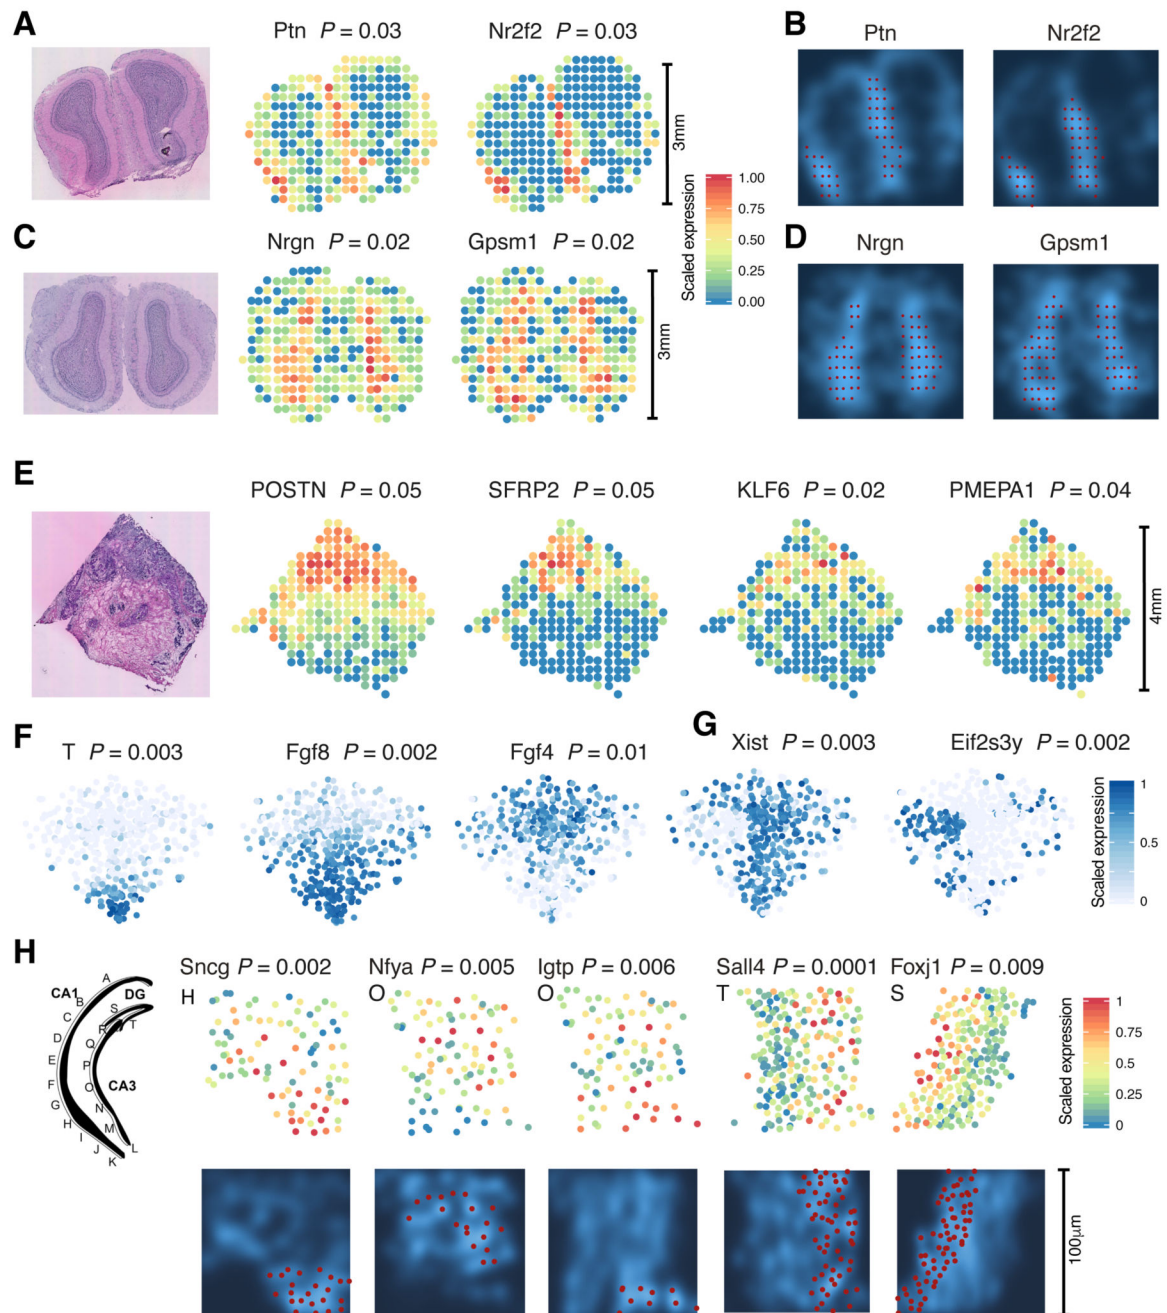 A
Ptn P = 0.03
Nr2f2 P = 0.03
3mm
B
Ptn
Nr2f2
C
Nrgn P = 0.02
Gpsm1 P = 0.02
3mm
Scaled expression
1.00
0.75
0.50
0.25
0.00
D
Nrgn
Gpsm1
E
POSTN P = 0.05
SFRP2 P = 0.05
KLF6 P = 0.02
PMEPA1 P = 0.04
4mm
F
T P = 0.003
Fgf8 P = 0.002
Fgf4 P = 0.01
G
Xist P = 0.003
Eif2s3y P = 0.002
Scaled expression
1
0.5
0
H
A
CA1
B
C
D
E
F
G
H
I
J
K
L
M
N
O
P
Q
R
S
T
DG
CA3
Sncg P = 0.002
H
Nfya P = 0.005
O
Igtp P = 0.006
O
Sall4 P = 0.0001
T
Foxj1 P = 0.009
S
Scaled expression
1
0.75
0.5
0.25
0
100μm